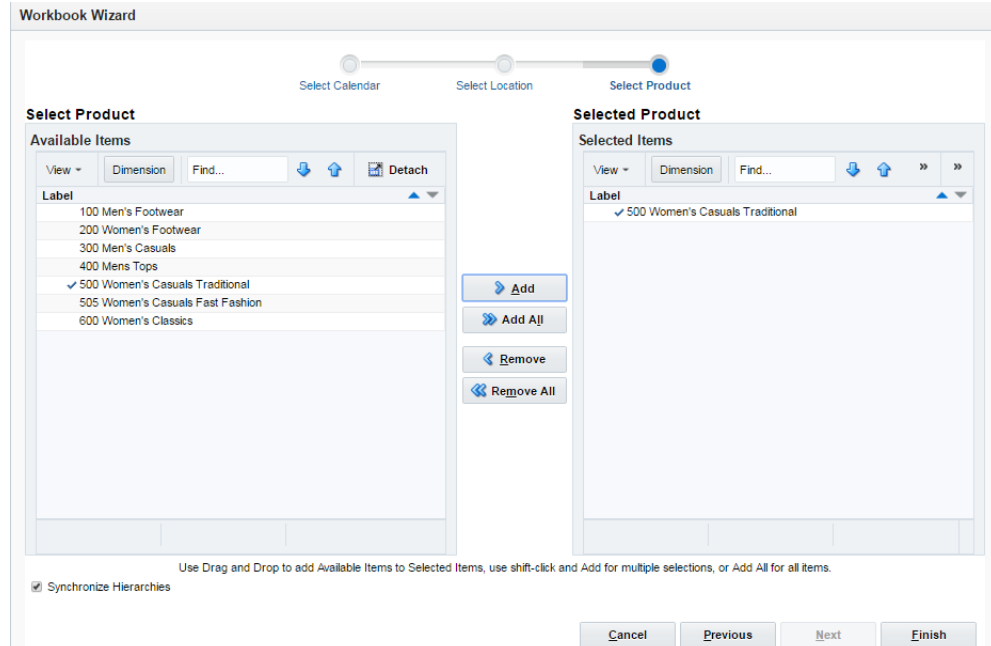 Workbook Wizard
Select Calendar Select Location Select Product
Select Product
Available Items
View Dimension Find... Detach
Label
100 Men's Footwear
200 Women's Footwear
300 Men's Casuals
400 Mens Tops
500 Women's Casuals Traditional
505 Women's Casuals Fast Fashion
600 Women's Classics
Add
Add All
Remove
Remove All
Selected Product
Selected Items
View Dimension Find... » »
Label
500 Women's Casuals Traditional
Use Drag and Drop to add Available Items to Selected Items, use shift-click and Add for multiple selections, or Add All for all items.
Synchronize Hierarchies
Cancel Previous Next Finish